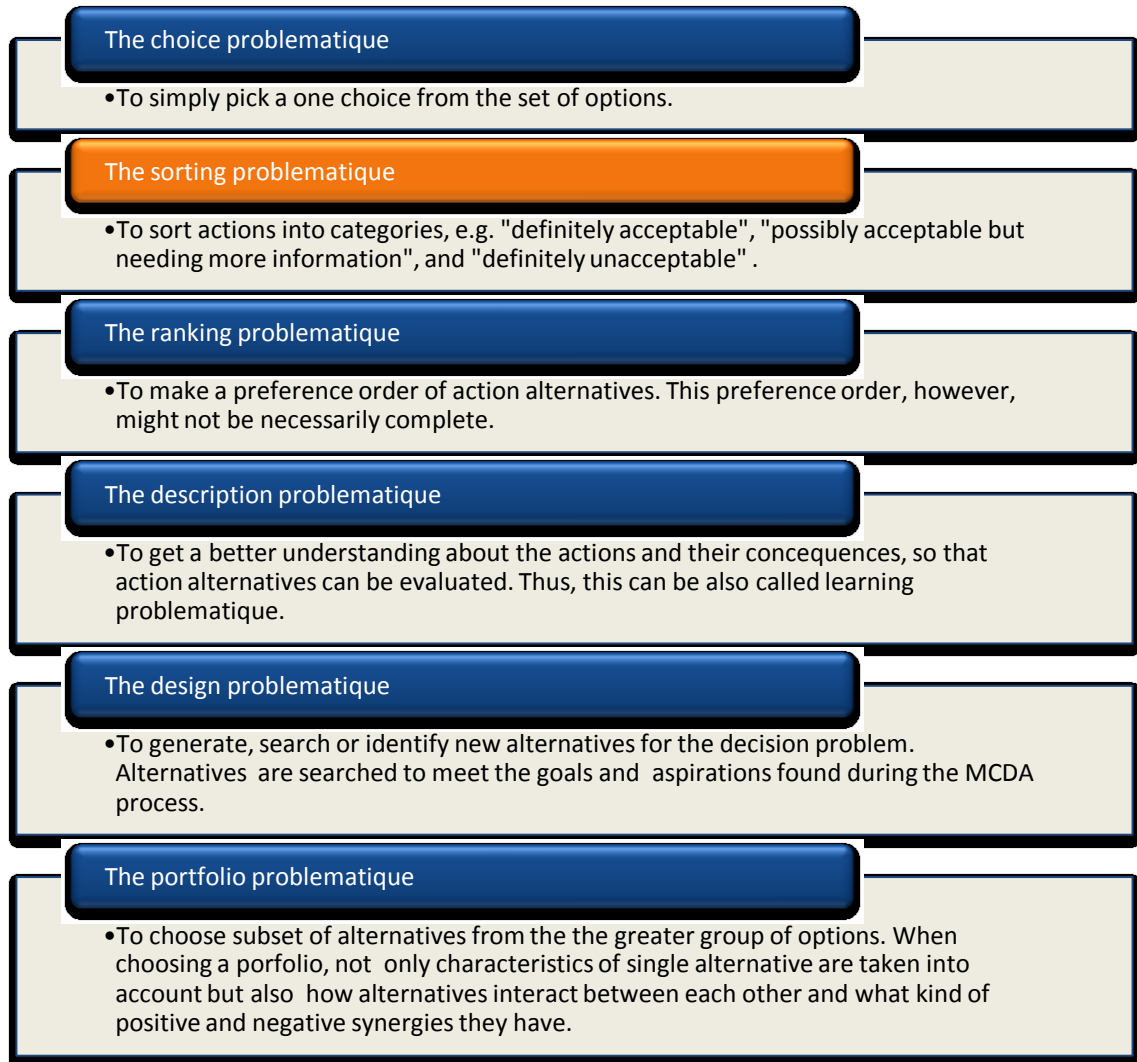 The choice problematique
•To simply pick a one choice from the set of options.
The sorting problematique
•To sort actions into categories, e.g. "definitely acceptable", "possibly acceptable but
needing more information", and "definitely unacceptable" .
The ranking problematique
•To make a preference order of action alternatives. This preference order, however,
might not be necessarily complete.
The description problematique
•To get a better understanding about the actions and their concequences, so that
action alternatives can be evaluated. Thus, this can be also called learning
problematique.
The design problematique
•To generate, search or identify new alternatives for the decision problem.
Alternatives are searched to meet the goals and aspirations found during the MCDA
process.
The portfolio problematique
•To choose subset of alternatives from the the greater group of options. When
choosing a porfolio, not only characteristics of single alternative are taken into
account but also how alternatives interact between each other and what kind of
positive and negative synergies they have.